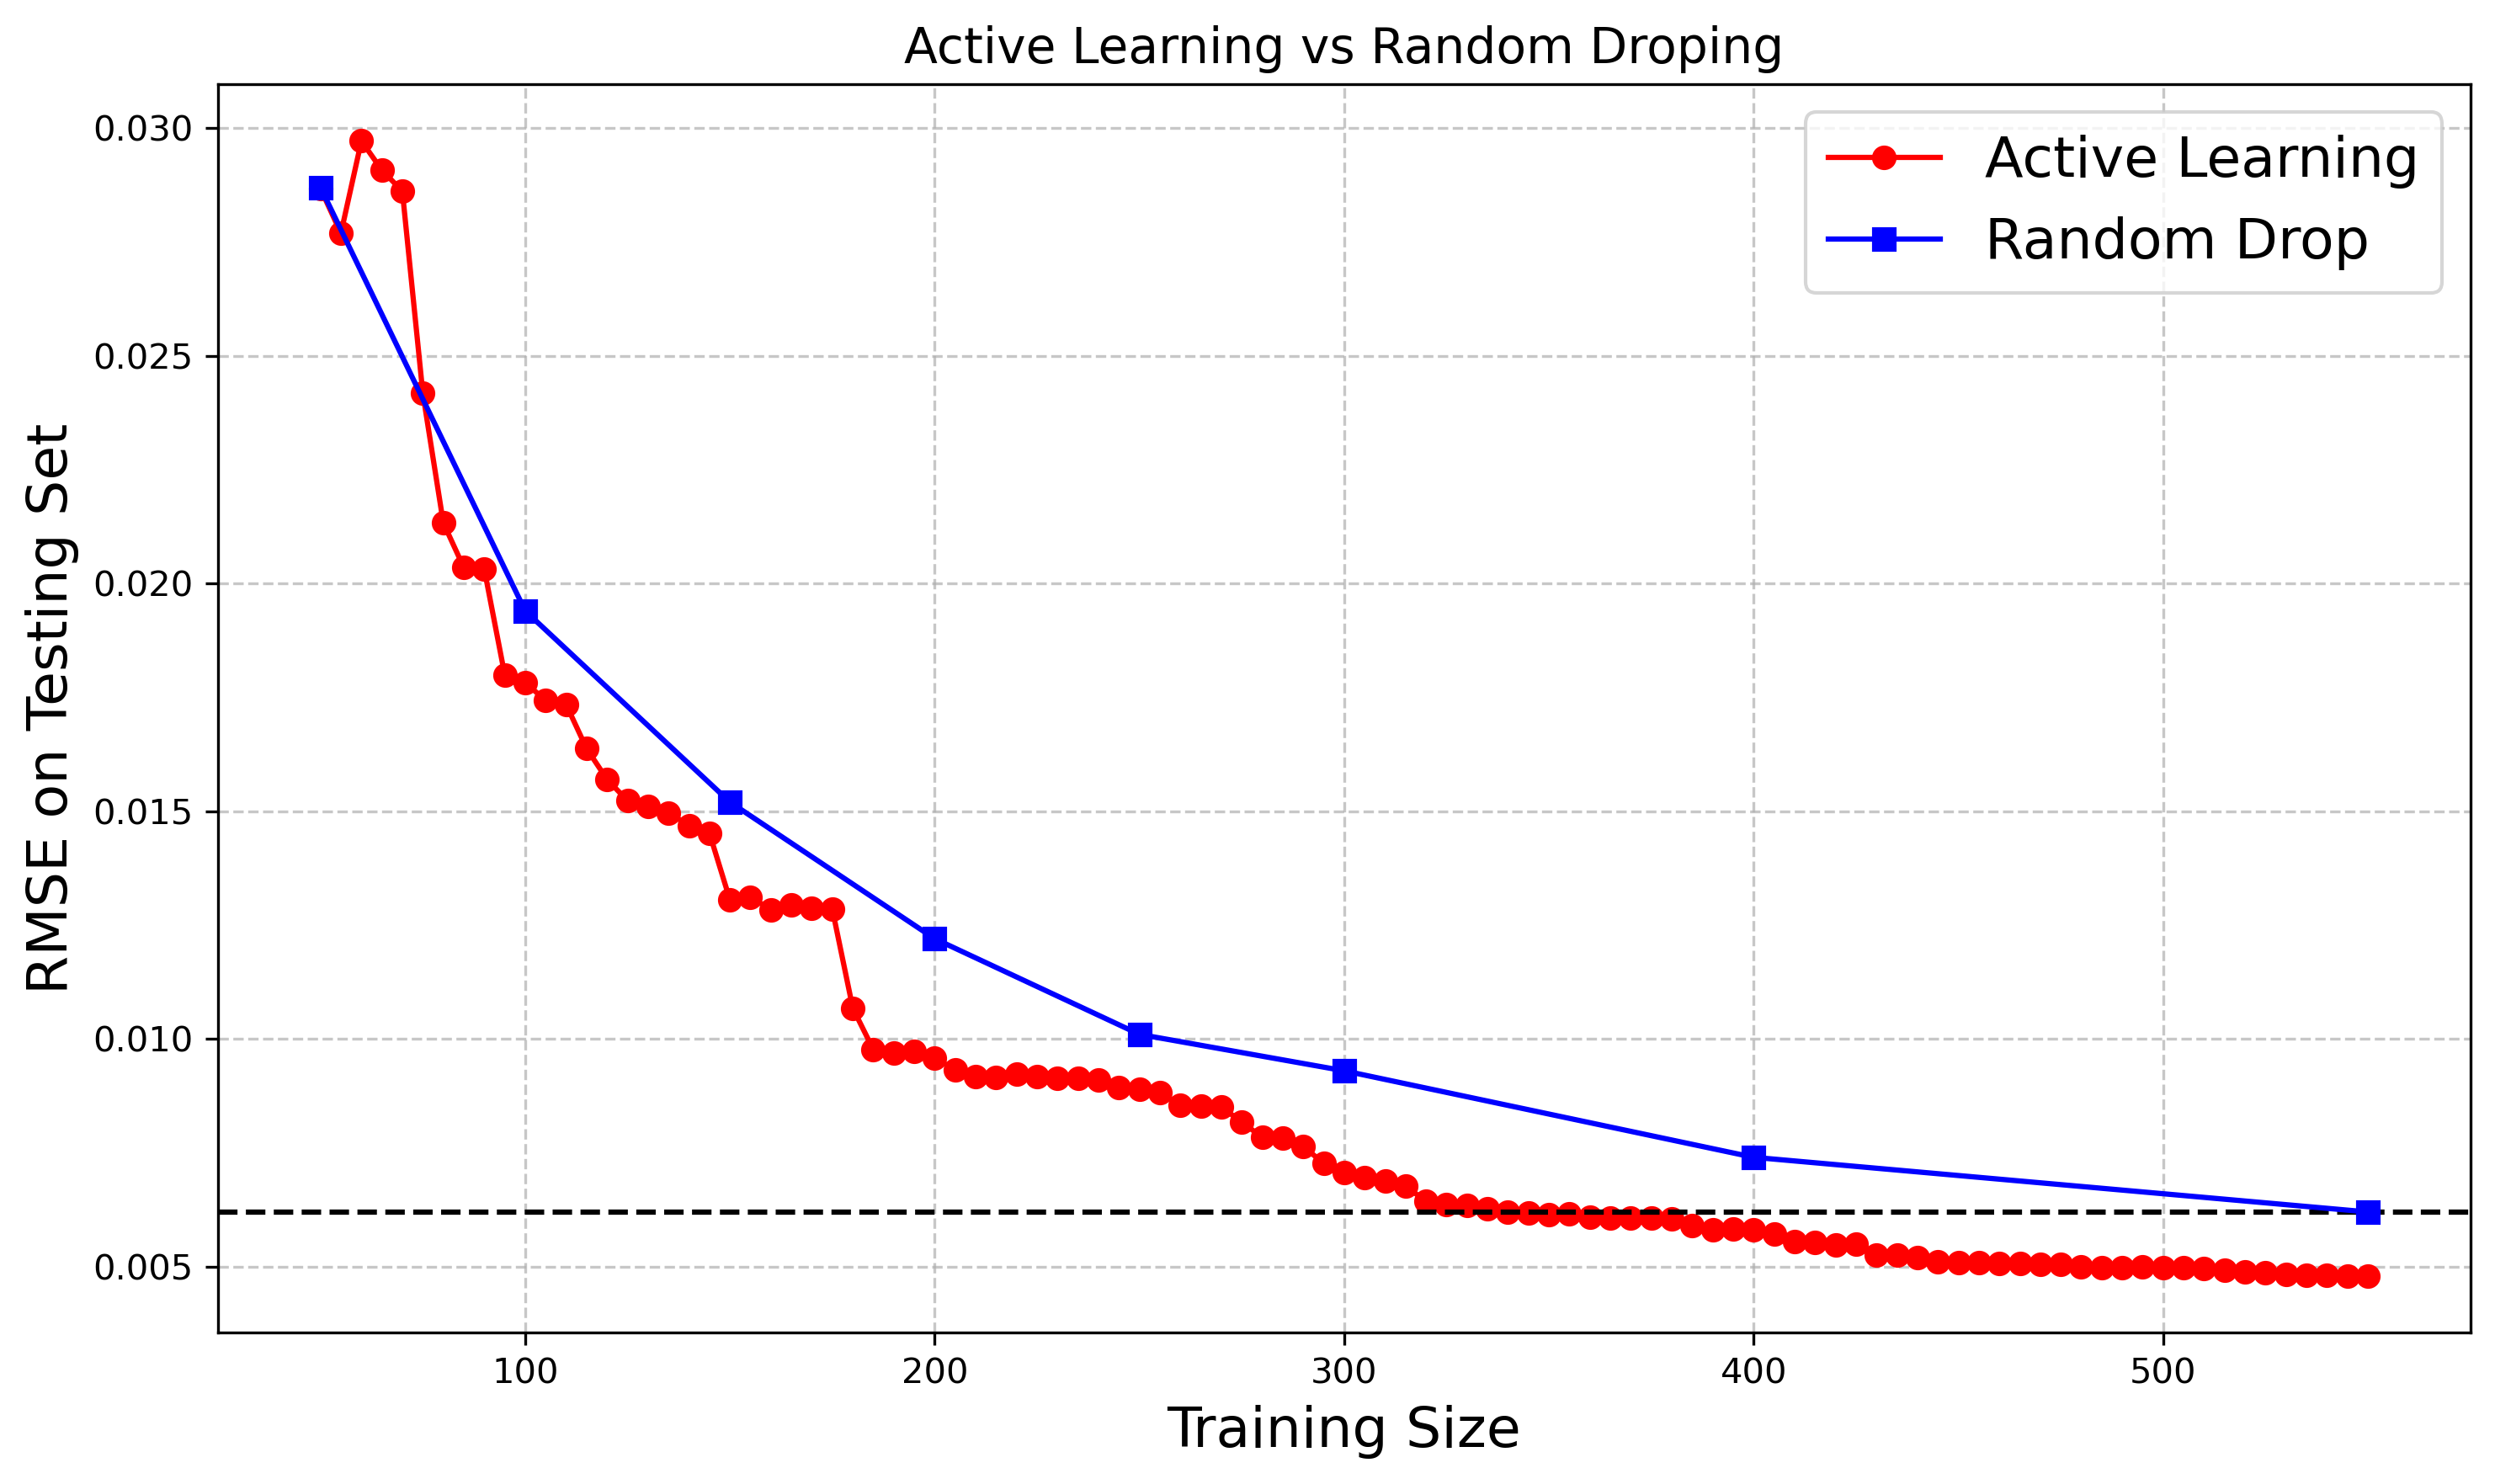 Active Learning vs Random Droping
Active Learning
Random Drop
RMSE on Testing Set
0.030
0.025
0.020
0.015
0.010
0.005
100
200
300
400
500
Training Size